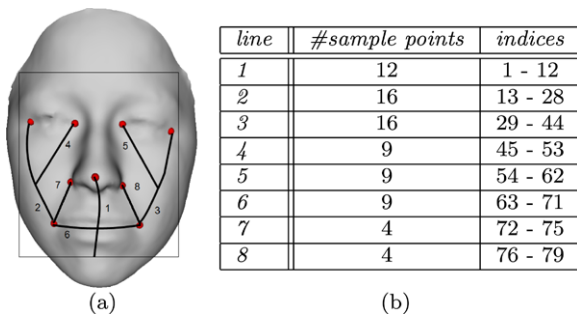 4
5
7
8
2
1
3
6
(a)
line #sample points indices
1 12 1 - 12
2 16 13 - 28
3 16 29 - 44
4 9 45 - 53
5 9 54 - 62
6 9 63 - 71
7 4 72 - 75
8 4 76 - 79
(b)